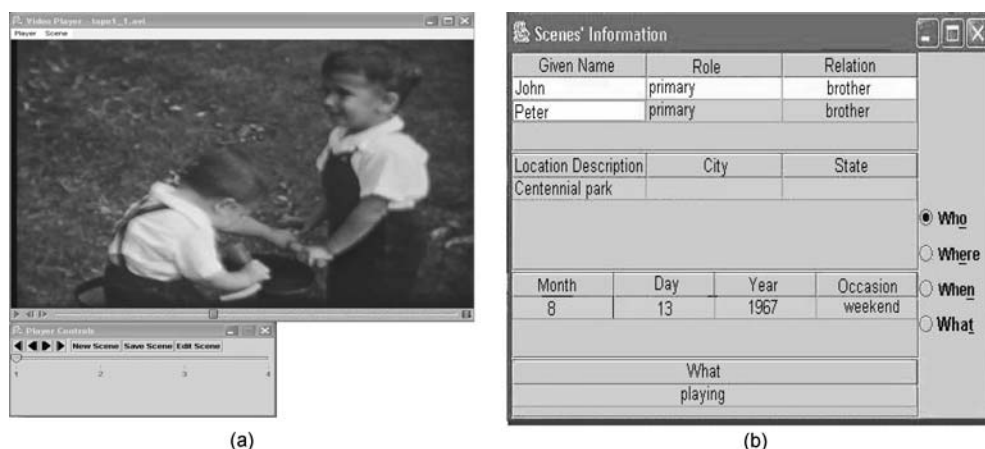 Video Player - tape1_1.avi
Player Scene
Player Controls
New Scene Save Scene Edit Scene
1 2 3 4
(a)
Scenes' Information
Given Name Role Relation
John primary brother
Peter primary brother
Location Description City State
Centennial park
Month Day Year Occasion
8 13 1967 weekend
What
playing
Who
Where
When
What
(b)